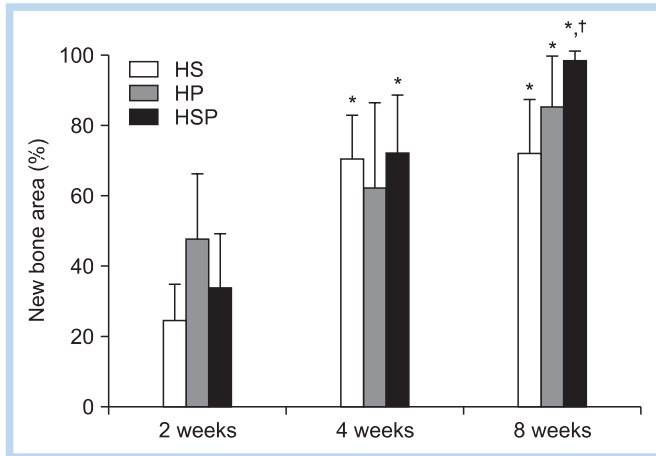 *,†
*
*
*
*
100
80
60
40
20
0
New bone area (%)
HS
HP
HSP
2 weeks
4 weeks
8 weeks